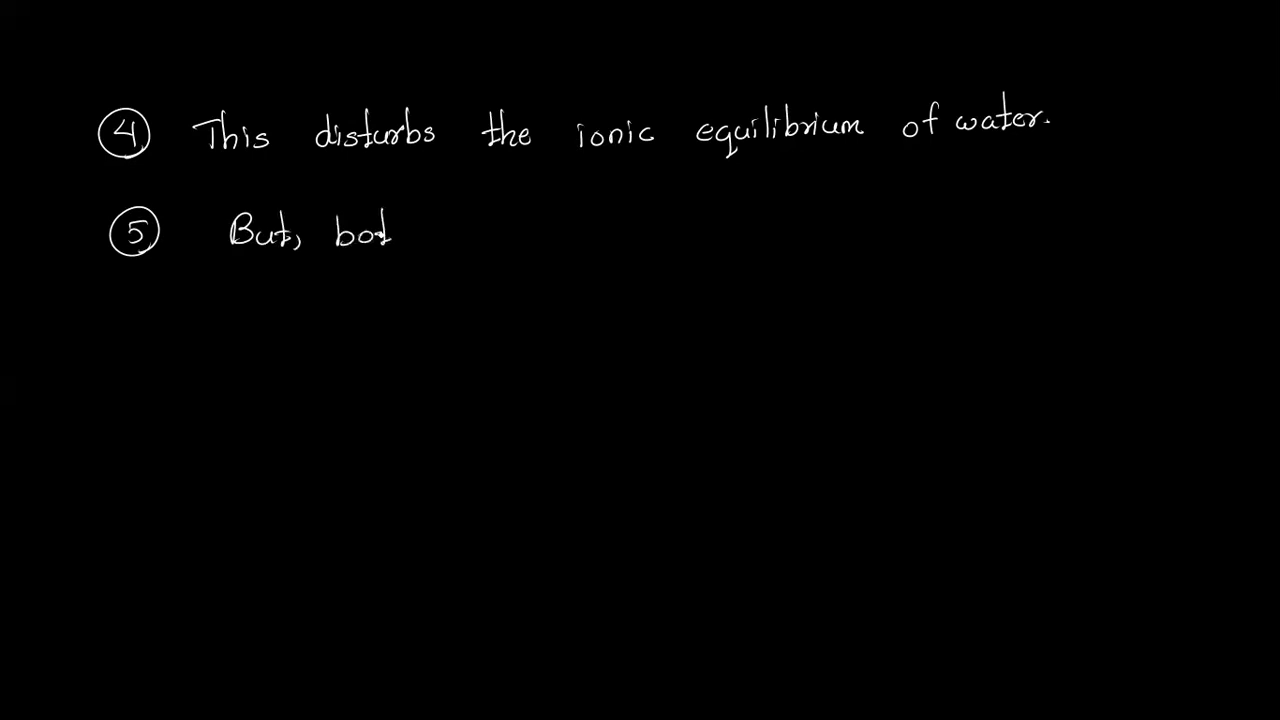 ④ This disturbs the ionic equilibrium of water.
⑤ But, bot